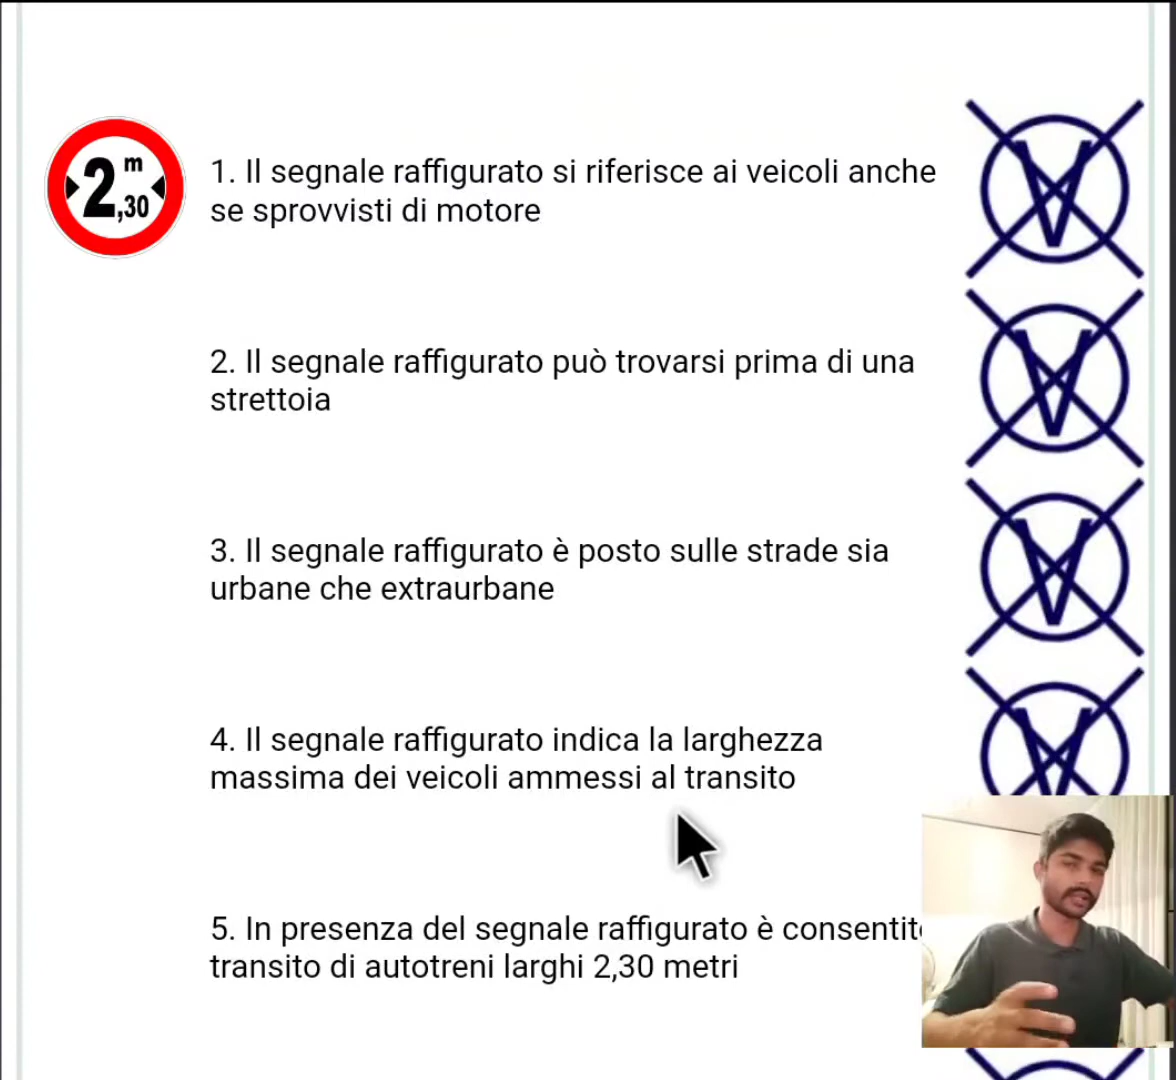 2 m
,30
1. Il segnale raffigurato si riferisce ai veicoli anche
se sprovvisti di motore
V
2. Il segnale raffigurato può trovarsi prima di una
strettoia
V
3. Il segnale raffigurato è posto sulle strade sia
urbane che extraurbane
V
4. Il segnale raffigurato indica la larghezza
massima dei veicoli ammessi al transito
V
5. In presenza del segnale raffigurato è
transito di autotreni larghi 2,30 metri